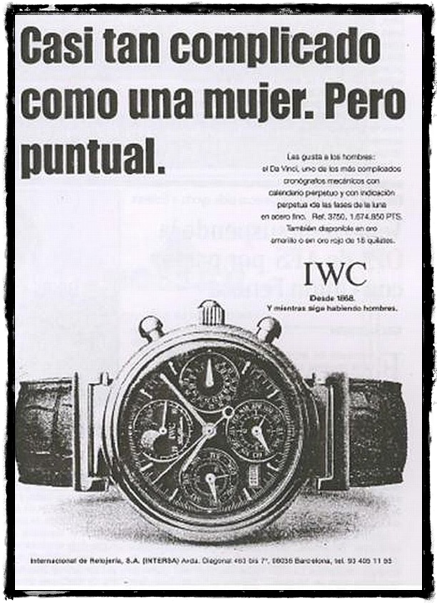 Casi tan complicado
como una mujer. Pero
puntual.
Les gusta a los hombres:
el Da Vinci, uno de los más complicados
cronógrafos mecánicos con
calendario perpetuo y con indicación
perpetua de las fases de la luna
en acero fino. Ref. 3750, 1.674.850 PTS.
También disponible en oro
amarillo o en oro rojo de 18 quilates.
IWC
Desde 1868.
Y mientras siga habiendo hombres.
IWC
Internacional de Relojería, S.A. (INTERSA) Avda. Diagonal 463 bis 7º, 08036 Barcelona, tel. 93 405 11 55